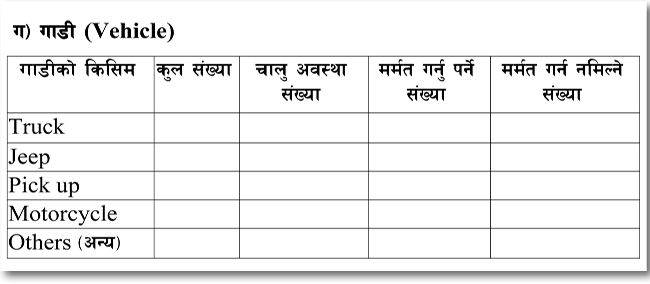 ग) गाडी (Vehicle)
गाडीको किसिम कुल संख्या चालु अवस्था संख्या मर्मत गर्नु पर्ने संख्या मर्मत गर्न नमिल्ने संख्या
Truck
Jeep
Pick up
Motorcycle
Others (अन्य)